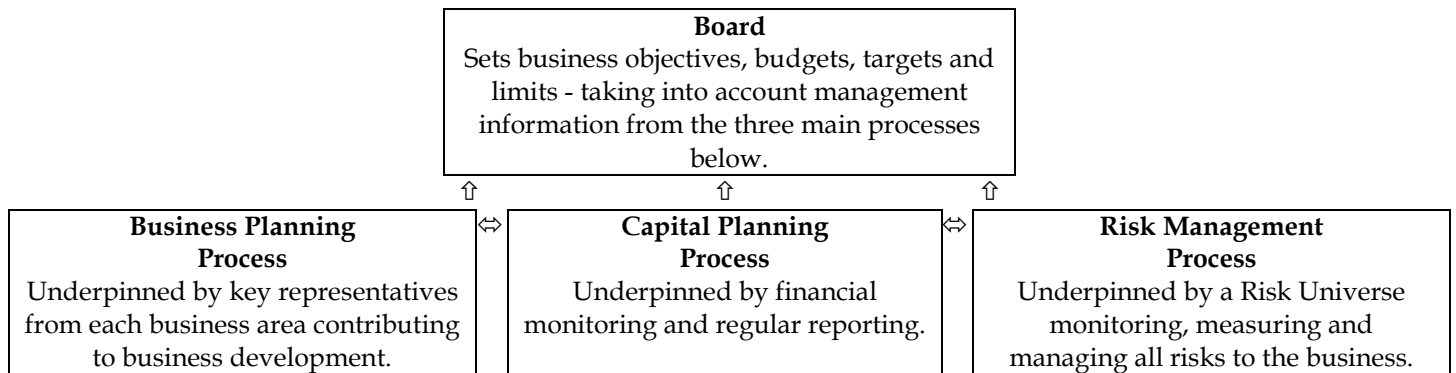 Board
Sets business objectives, budgets, targets and
limits - taking into account management
information from the three main processes
below.
⇧ ⇧ ⇧
Business Planning
Process
Underpinned by key representatives
from each business area contributing
to business development.
⇔
Capital Planning
Process
Underpinned by financial
monitoring and regular reporting.
⇔
Risk Management
Process
Underpinned by a Risk Universe
monitoring, measuring and
managing all risks to the business.